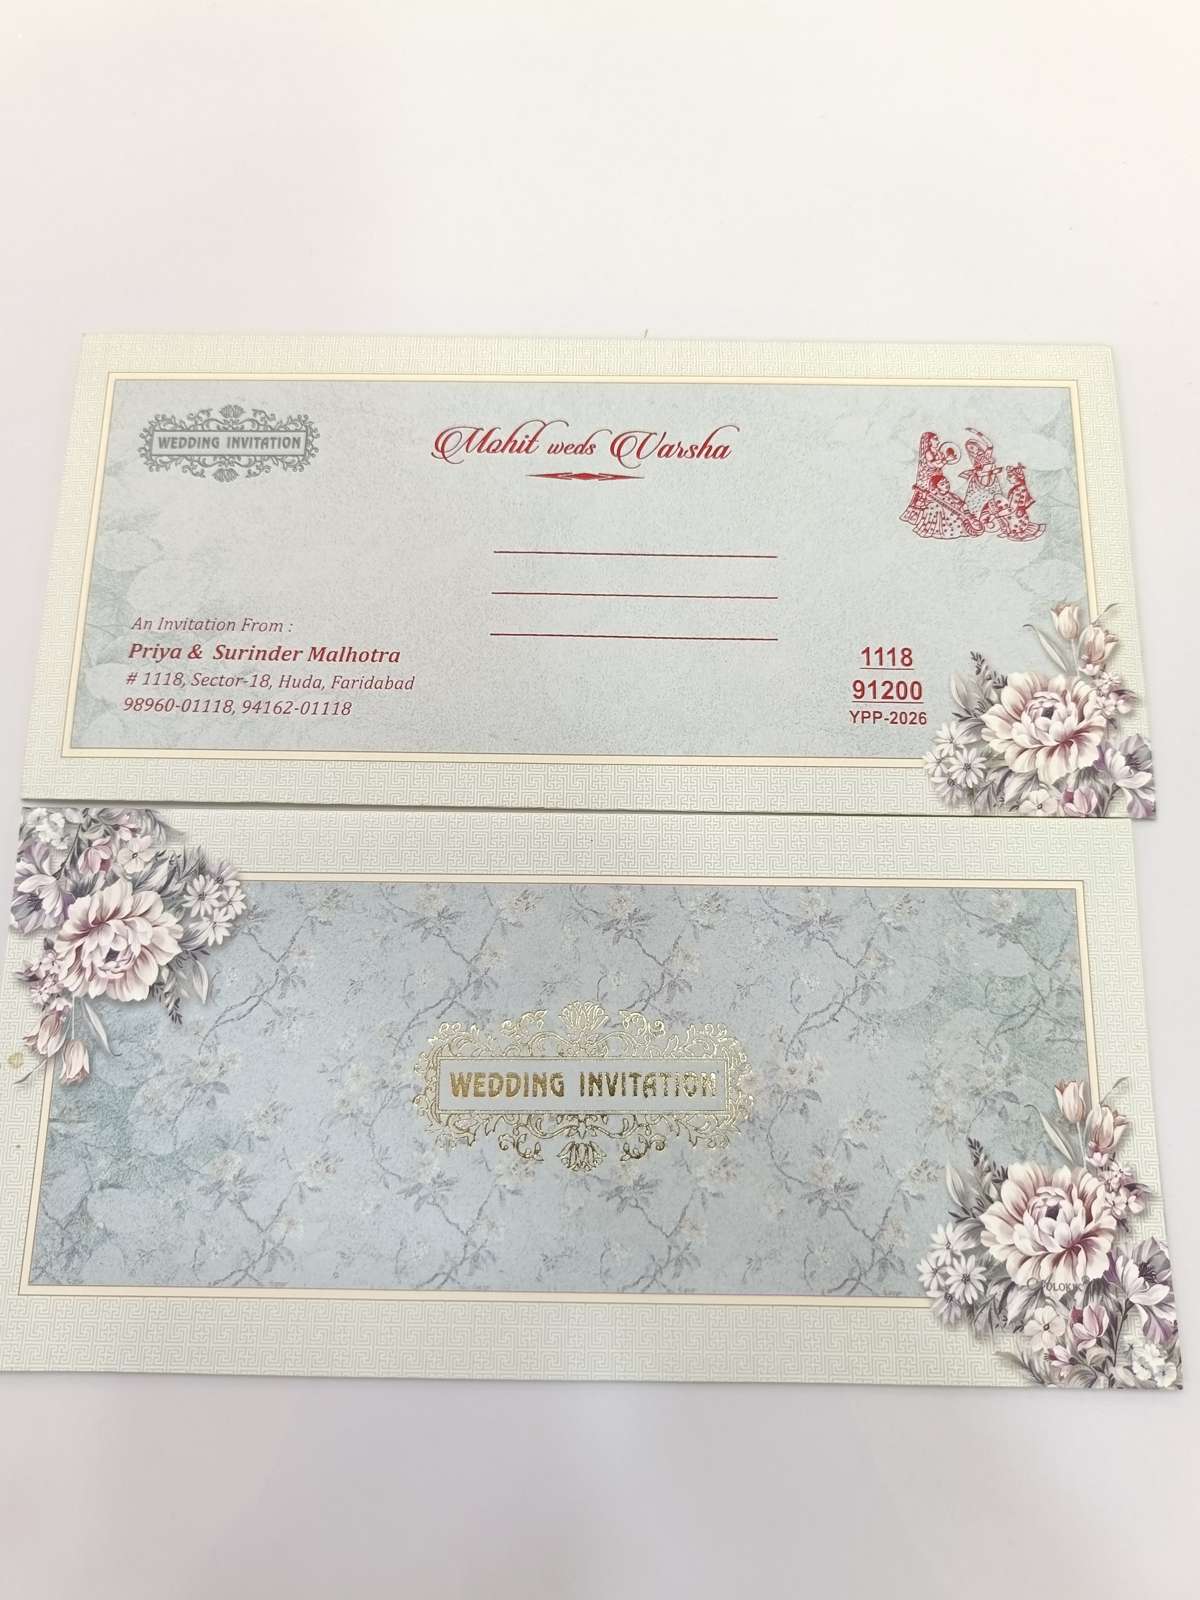 WEDDING INVITATION
Mohit weds Varsha
An Invitation From :
Priya & Surinder Malhotra
# 1118, Sector-18, Huda, Faridabad
98960-01118, 94162-01118
1118
91200
YPP-2026
WEDDING INVITATION